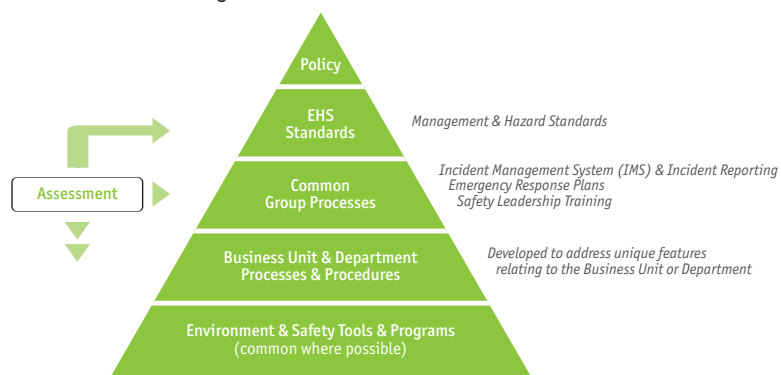 Policy
EHS
Standards
Management & Hazard Standards
Assessment
Common
Group Processes
Incident Management System (IMS) & Incident Reporting
Emergency Response Plans
Safety Leadership Training
Business Unit & Department
Processes & Procedures
Developed to address unique features
relating to the Business Unit or Department
Environment & Safety Tools & Programs
(common where possible)